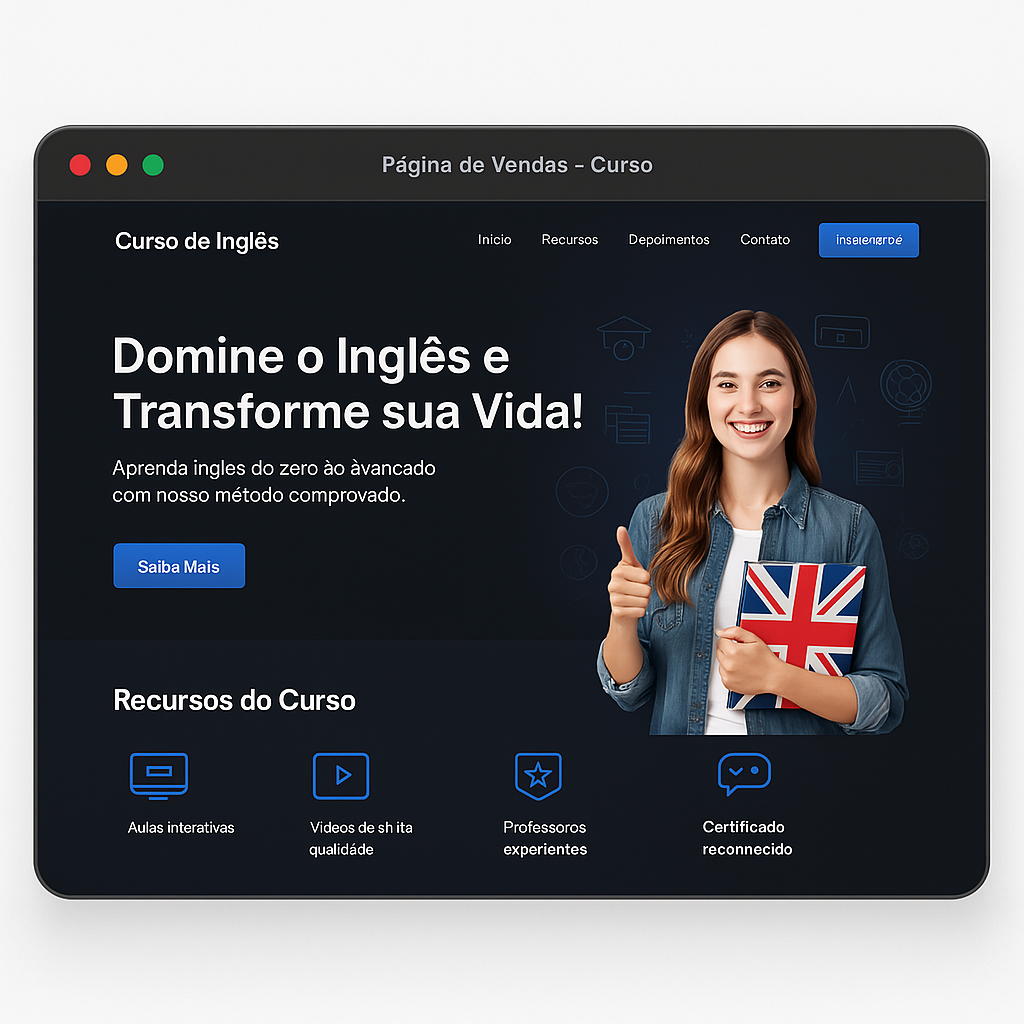 Página de Vendas - Curso
Curso de Inglês
Inicio
Recursos
Depoimentos
Contato
Domine o Inglês e
Transforme sua Vida!
Aprenda ingles do zero ào àvancado
com nosso método comprovado.
Saiba Mais
Recursos do Curso
Aulas interativas
Videos de sh ita
qualidáde
Professoros
experientes
Certificado
reconnecido